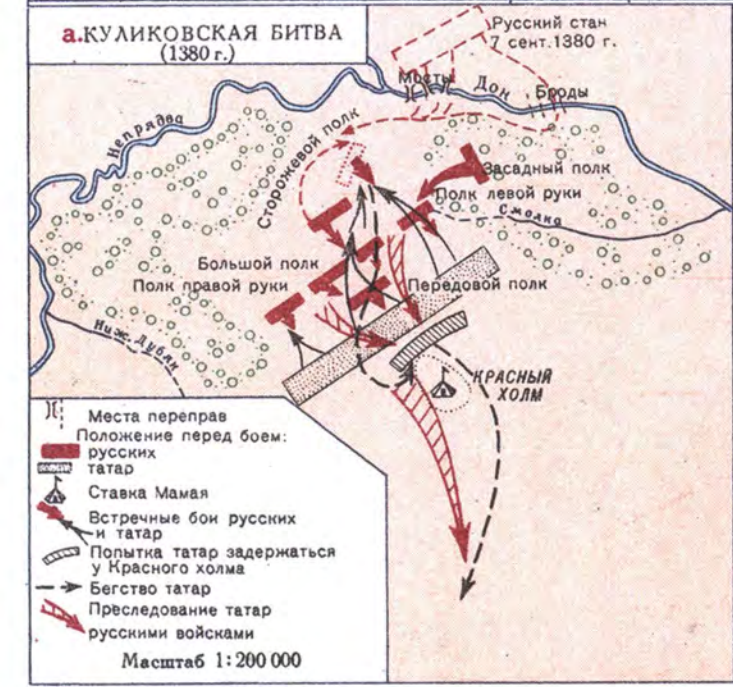 а.КУЛИКОВСКАЯ БИТВА
(1380 г.)
Русский стан
7 сент. 1380 г.
Мосты
Дон
Броды
Непрядва
Сторожевой полк
Засадный полк
Полк левой руки
Смолка
Большой полк
Полк правой руки
Передовой полк
Ниж. Дубяк
КРАСНЫЙ
ХОЛМ
Места переправ
Положение перед боем:
русских
татар
Ставка Мамая
Встречные бои русских
и татар
Попытка татар задержаться
у Красного холма
Бегство татар
Преследование татар
русскими войсками
Масштаб 1:200 000